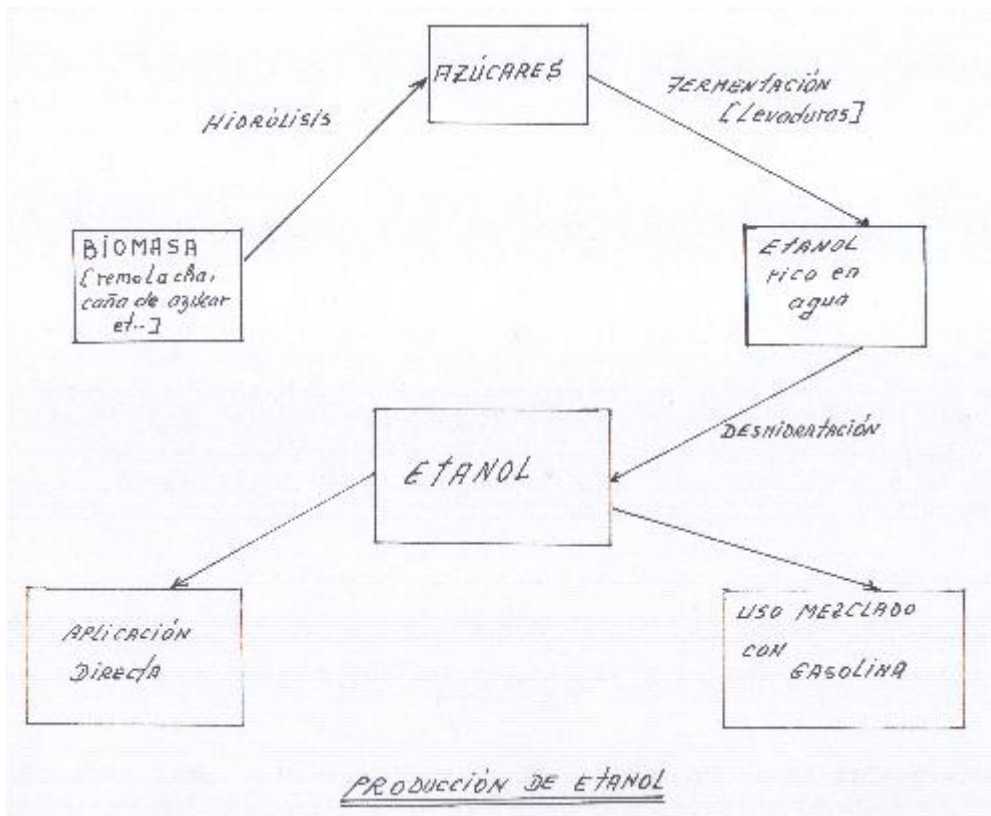 AZÚCARES
HIDRÓLISIS
FERMENTACIÓN
[Levaduras]
BIOMASA
[remolacha,
caña de azúcar
et..]
ETANOL
rico en
agua
DESHIDRATACIÓN
ETANOL
APLICACIÓN
DIRECTA
USO MEZCLADO
CON
GASOLINA
PRODUCCIÓN DE ETANOL